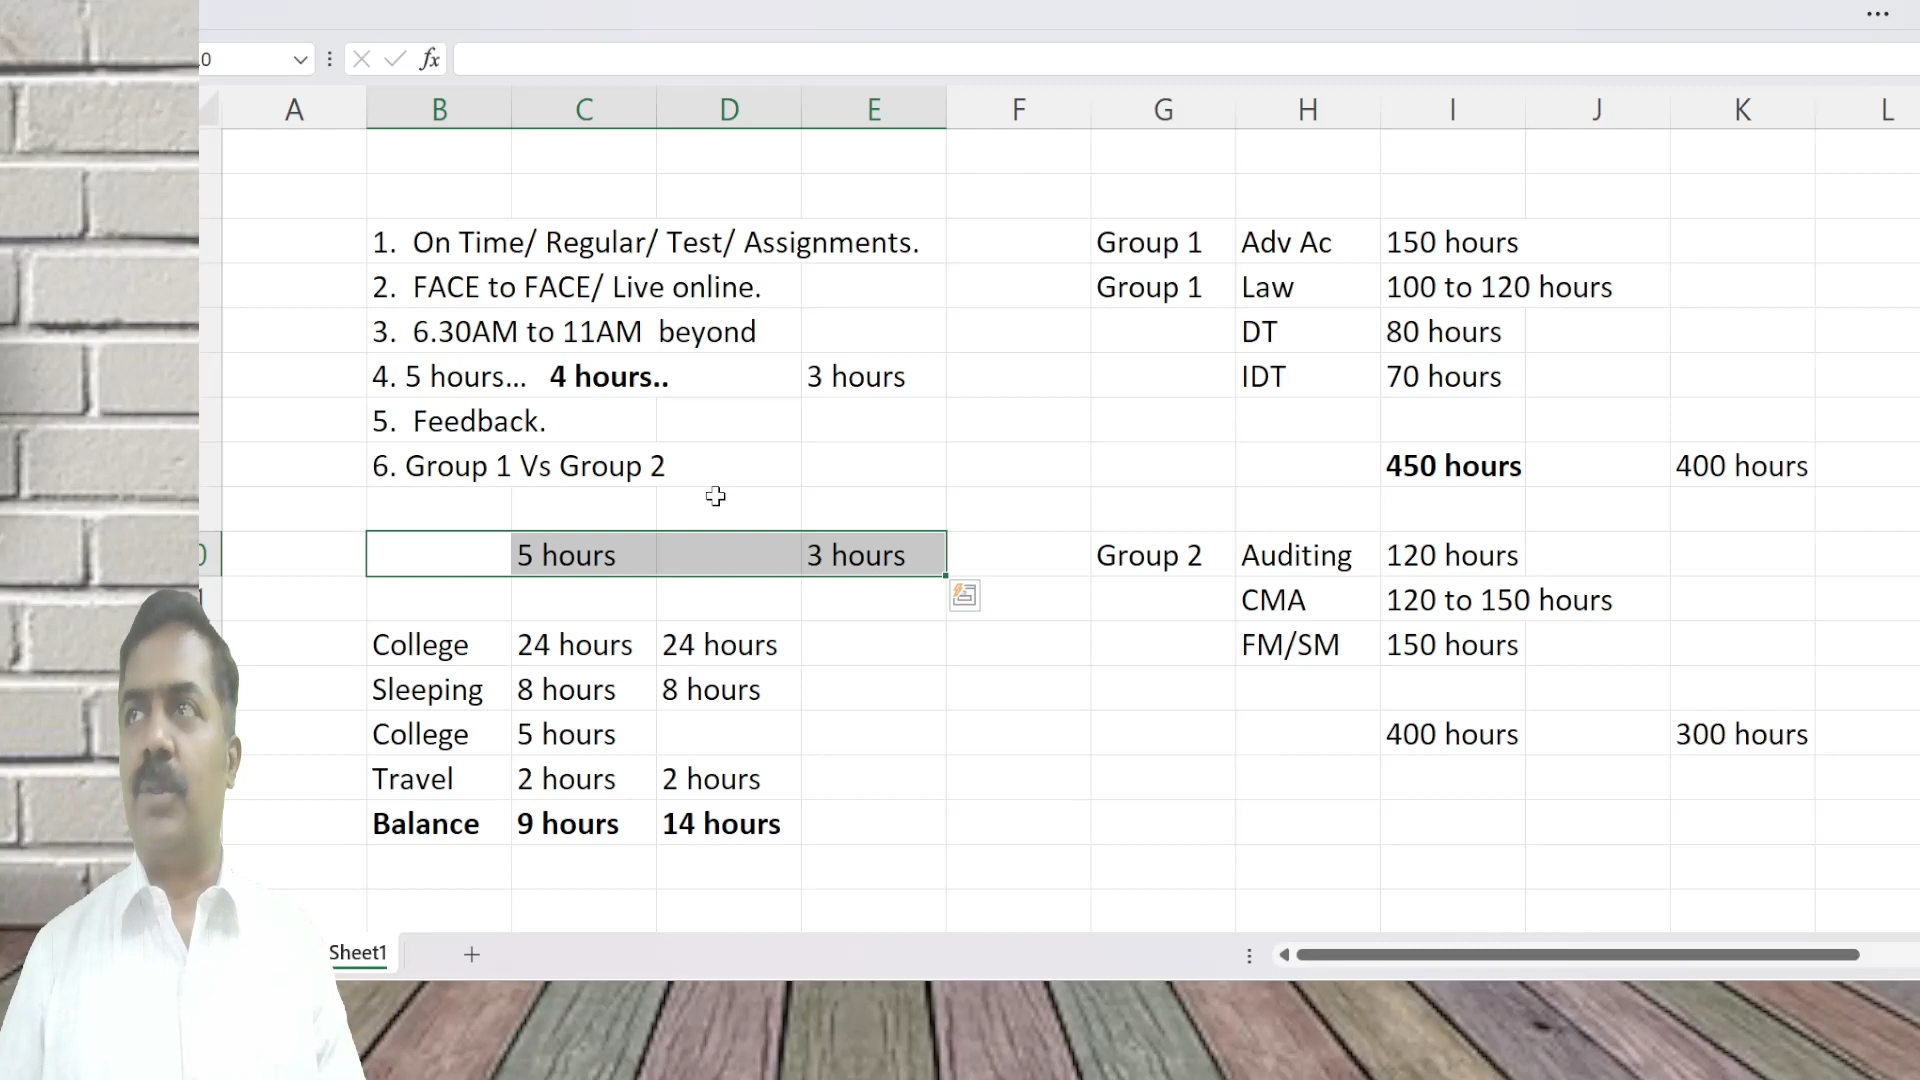 0
fx
A B C D E F G H I J K L
1. On Time/ Regular/ Test/ Assignments. Group 1 Adv Ac 150 hours
2. FACE to FACE/ Live online. Group 1 Law 100 to 120 hours
3. 6.30AM to 11AM beyond DT 80 hours
4. 5 hours... 4 hours.. 3 hours IDT 70 hours
5. Feedback.
6. Group 1 Vs Group 2 450 hours 400 hours
0 5 hours 3 hours Group 2 Auditing 120 hours
CMA 120 to 150 hours
College 24 hours 24 hours FM/SM 150 hours
Sleeping 8 hours 8 hours
College 5 hours 400 hours 300 hours
Travel 2 hours 2 hours
Balance 9 hours 14 hours
Sheet1